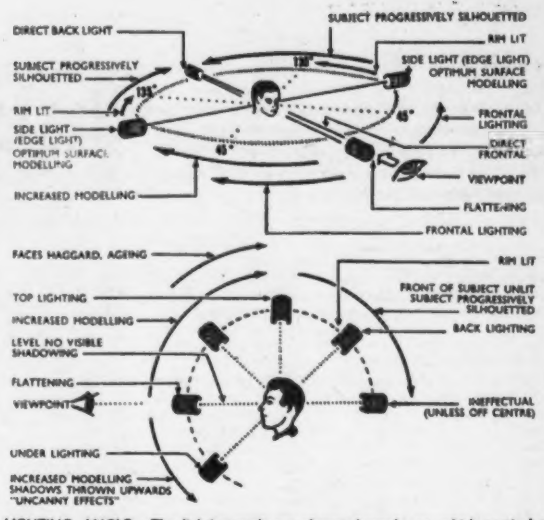 SUBJECT PROGRESSIVELY SILHOUETTED
DIRECT BACK LIGHT
RIM LIT
SUBJECT PROGRESSIVELY
SILHOUETTED
SIDE LIGHT (EDGE LIGHT)
OPTIMUM SURFACE
MODELLING
135°
RIM LIT
45°
FRONTAL
LIGHTING
SIDE LIGHT
(EDGE LIGHT)
OPTIMUM SURFACE
MODELLING
45°
DIRECT
FRONTAL
VIEWPOINT
INCREASED MODELLING
FLATTENING
FRONTAL LIGHTING
FACES HAGGARD, AGEING
RIM LIT
TOP LIGHTING
FRONT OF SUBJECT UNLIT
SUBJECT PROGRESSIVELY
SILHOUETTED
INCREASED MODELLING
BACK LIGHTING
LEVEL NO VISIBLE
SHADOWING
FLATTENING
VIEWPOINT
INEFFECTUAL
(UNLESS OFF CENTRE)
UNDER LIGHTING
INCREASED MODELLING
SHADOWS THROWN UPWARDS
"UNCANNY EFFECTS"